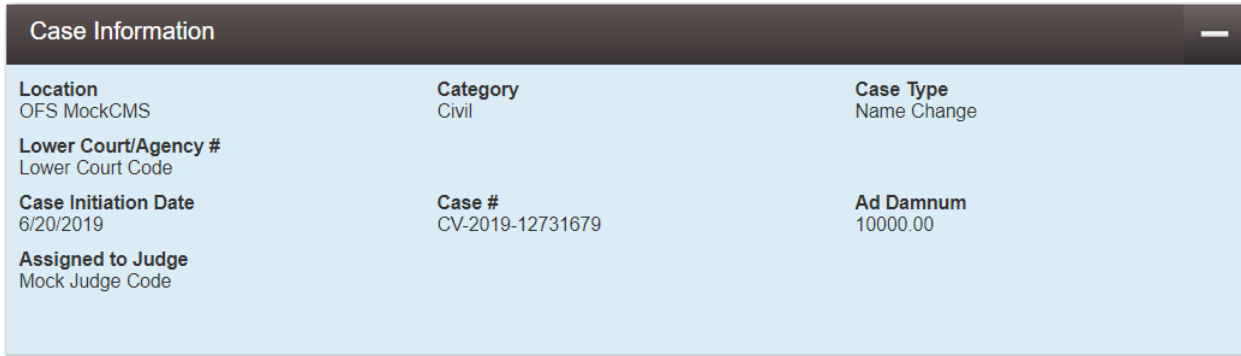 Case Information
Location
OFS MockCMS
Category
Civil
Case Type
Name Change
Lower Court/Agency #
Lower Court Code
Case Initiation Date
6/20/2019
Case #
CV-2019-12731679
Ad Damnum
10000.00
Assigned to Judge
Mock Judge Code